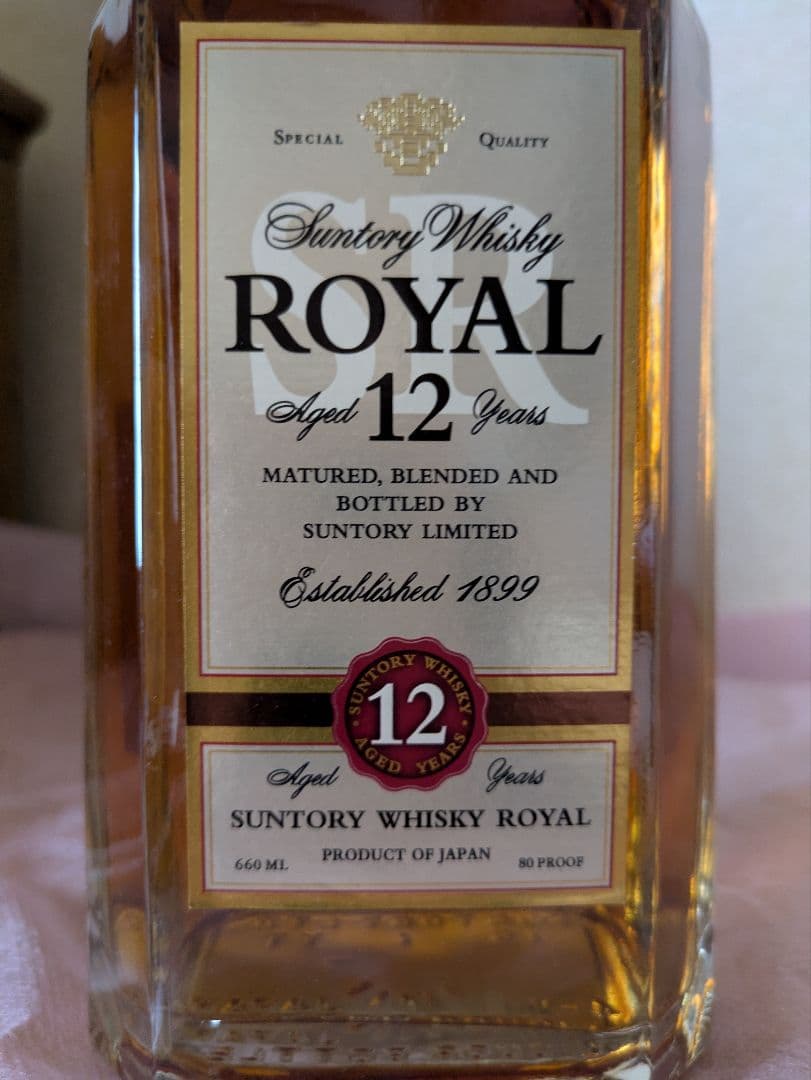 SPECIAL QUALITY
SR
Suntory Whisky
ROYAL
Aged 12 Years
MATURED, BLENDED AND
BOTTLED BY
SUNTORY LIMITED
Established 1899
SUNTORY WHISKY
12
AGED YEARS
Aged Years
SUNTORY WHISKY ROYAL
660 ML PRODUCT OF JAPAN 80 PROOF